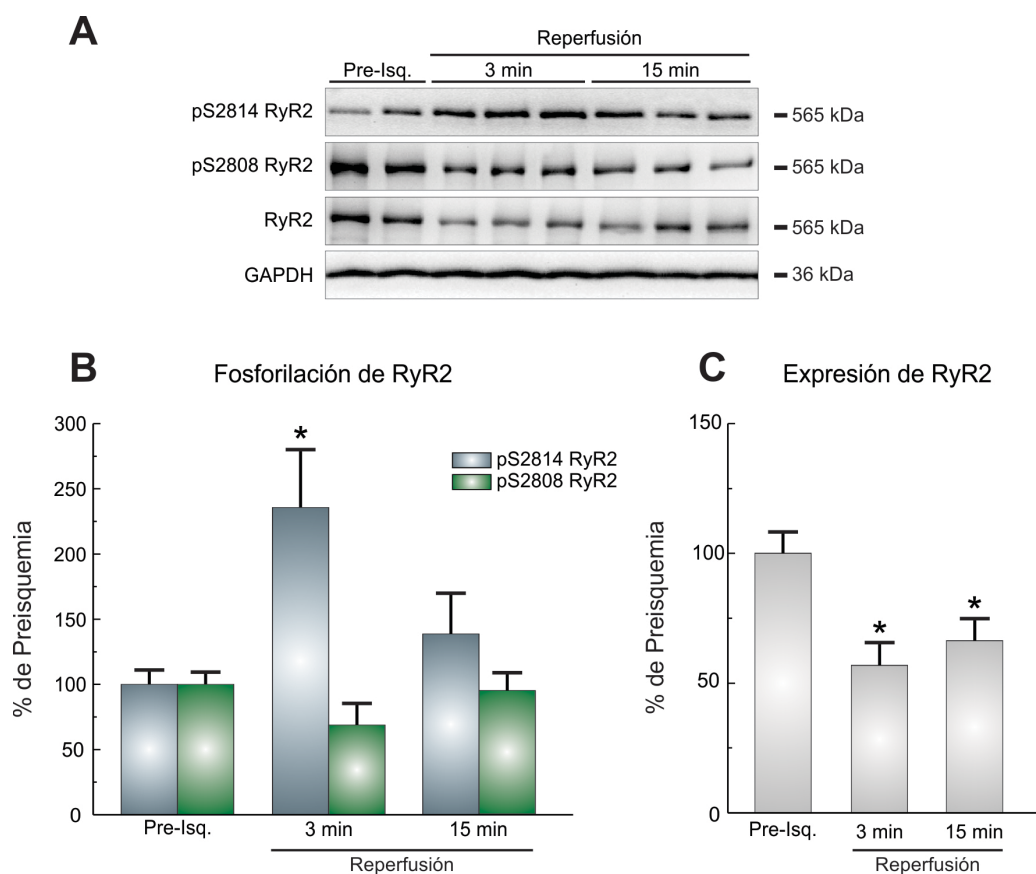 A
Reperfusión
Pre-Isq. 3 min 15 min
pS2814 RyR2 565 kDa
pS2808 RyR2 565 kDa
RyR2 565 kDa
GAPDH 36 kDa
B Fosforilación de RyR2
% de Preisquemia
300
250
200
150
100
50
0
*
pS2814 RyR2
pS2808 RyR2
Pre-Isq. 3 min 15 min
Reperfusión
C Expresión de RyR2
% de Preisquemia
150
100
50
0
* *
Pre-Isq. 3 min 15 min
Reperfusión